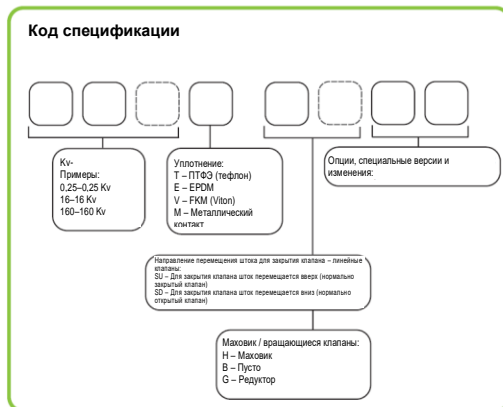 Код спецификации
Kv-
Примеры:
0,25–0,25 Kv
16–16 Kv
160–160 Kv
Уплотнение:
T – ПТФЭ (тефлон)
E – EPDM
V – FKM (Viton)
M – Металлический
контакт
Опции, специальные версии и
изменения:
Направление перемещения штока для закрытия клапана – линейные
клапаны:
SU – Для закрытия клапана шток перемещается вверх (нормально
закрытый клапан)
SD – Для закрытия клапана шток перемещается вниз (нормально
открытый клапан)
Маховик / вращающиеся клапаны:
H – Маховик
B – Пусто
G – Редуктор